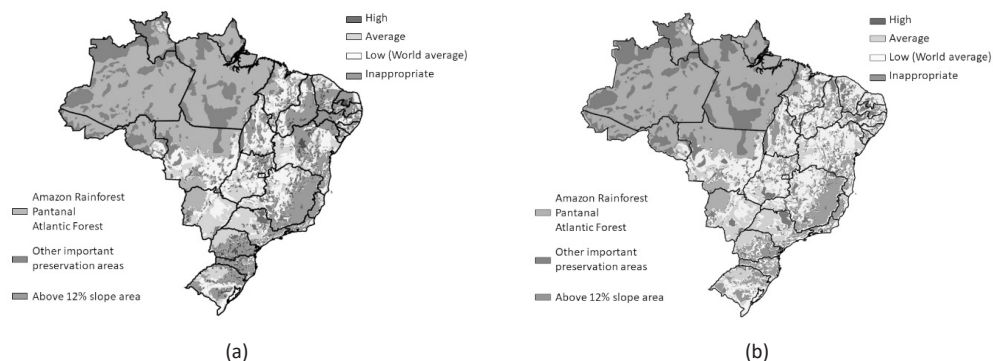 High
Average
Low (World average)
Inappropriate
Amazon Rainforest
Pantanal
Atlantic Forest
Other important
preservation areas
Above 12% slope area
(a)
High
Average
Low (World average)
Inappropriate
Amazon Rainforest
Pantanal
Atlantic Forest
Other important
preservation areas
Above 12% slope area
(b)